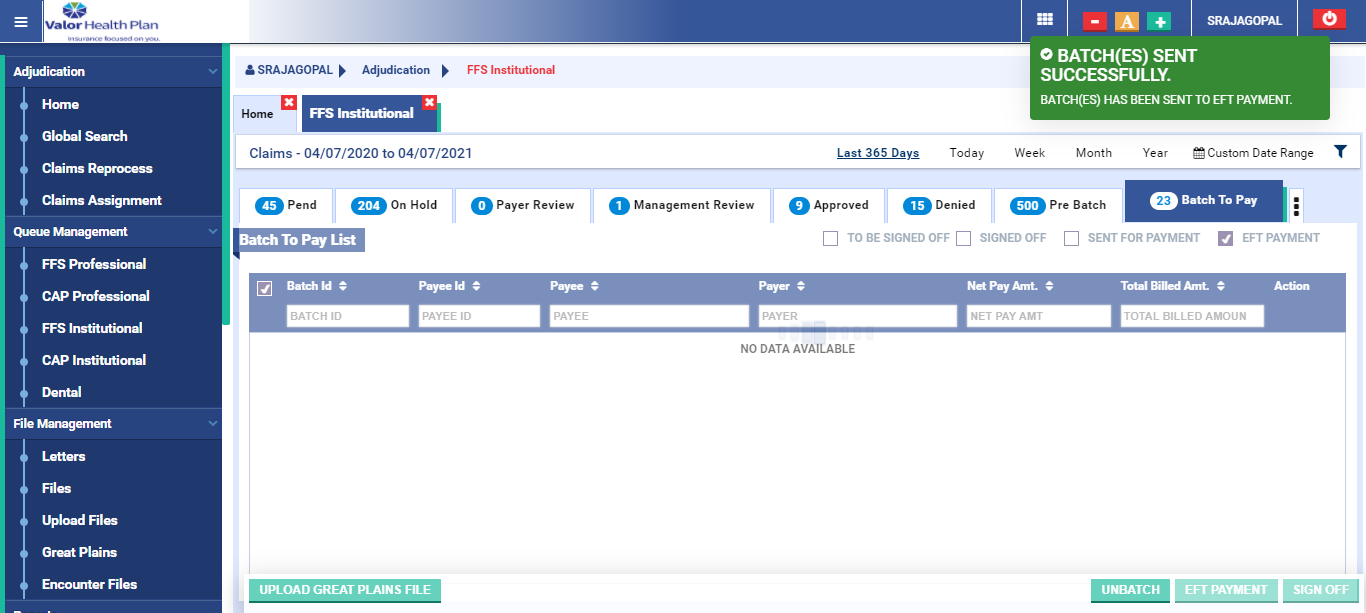 Valor Health Plan
Insurance focused on you.
A
SRAJAGOPAL
BATCH(ES) SENT
SUCCESSFULLY.
BATCH(ES) HAS BEEN SENT TO EFT PAYMENT.
Adjudication
Home
Global Search
Claims Reprocess
Claims Assignment
Queue Management
FFS Professional
CAP Professional
FFS Institutional
CAP Institutional
Dental
File Management
Letters
Files
Upload Files
Great Plains
Encounter Files
SRAJAGOPAL Adjudication FFS Institutional
Home FFS Institutional
Claims - 04/07/2020 to 04/07/2021 Last 365 Days Today Week Month Year Custom Date Range
45 Pend 204 On Hold 0 Payer Review 1 Management Review 9 Approved 15 Denied 500 Pre Batch 23 Batch To Pay
Batch To Pay List TO BE SIGNED OFF SIGNED OFF SENT FOR PAYMENT EFT PAYMENT
Batch Id Payee Id Payee Payer Net Pay Amt. Total Billed Amt. Action
BATCH ID PAYEE ID PAYEE PAYER NET PAY AMT TOTAL BILLED AMOUN
NO DATA AVAILABLE
UPLOAD GREAT PLAINS FILE UNBATCH EFT PAYMENT SIGN OFF